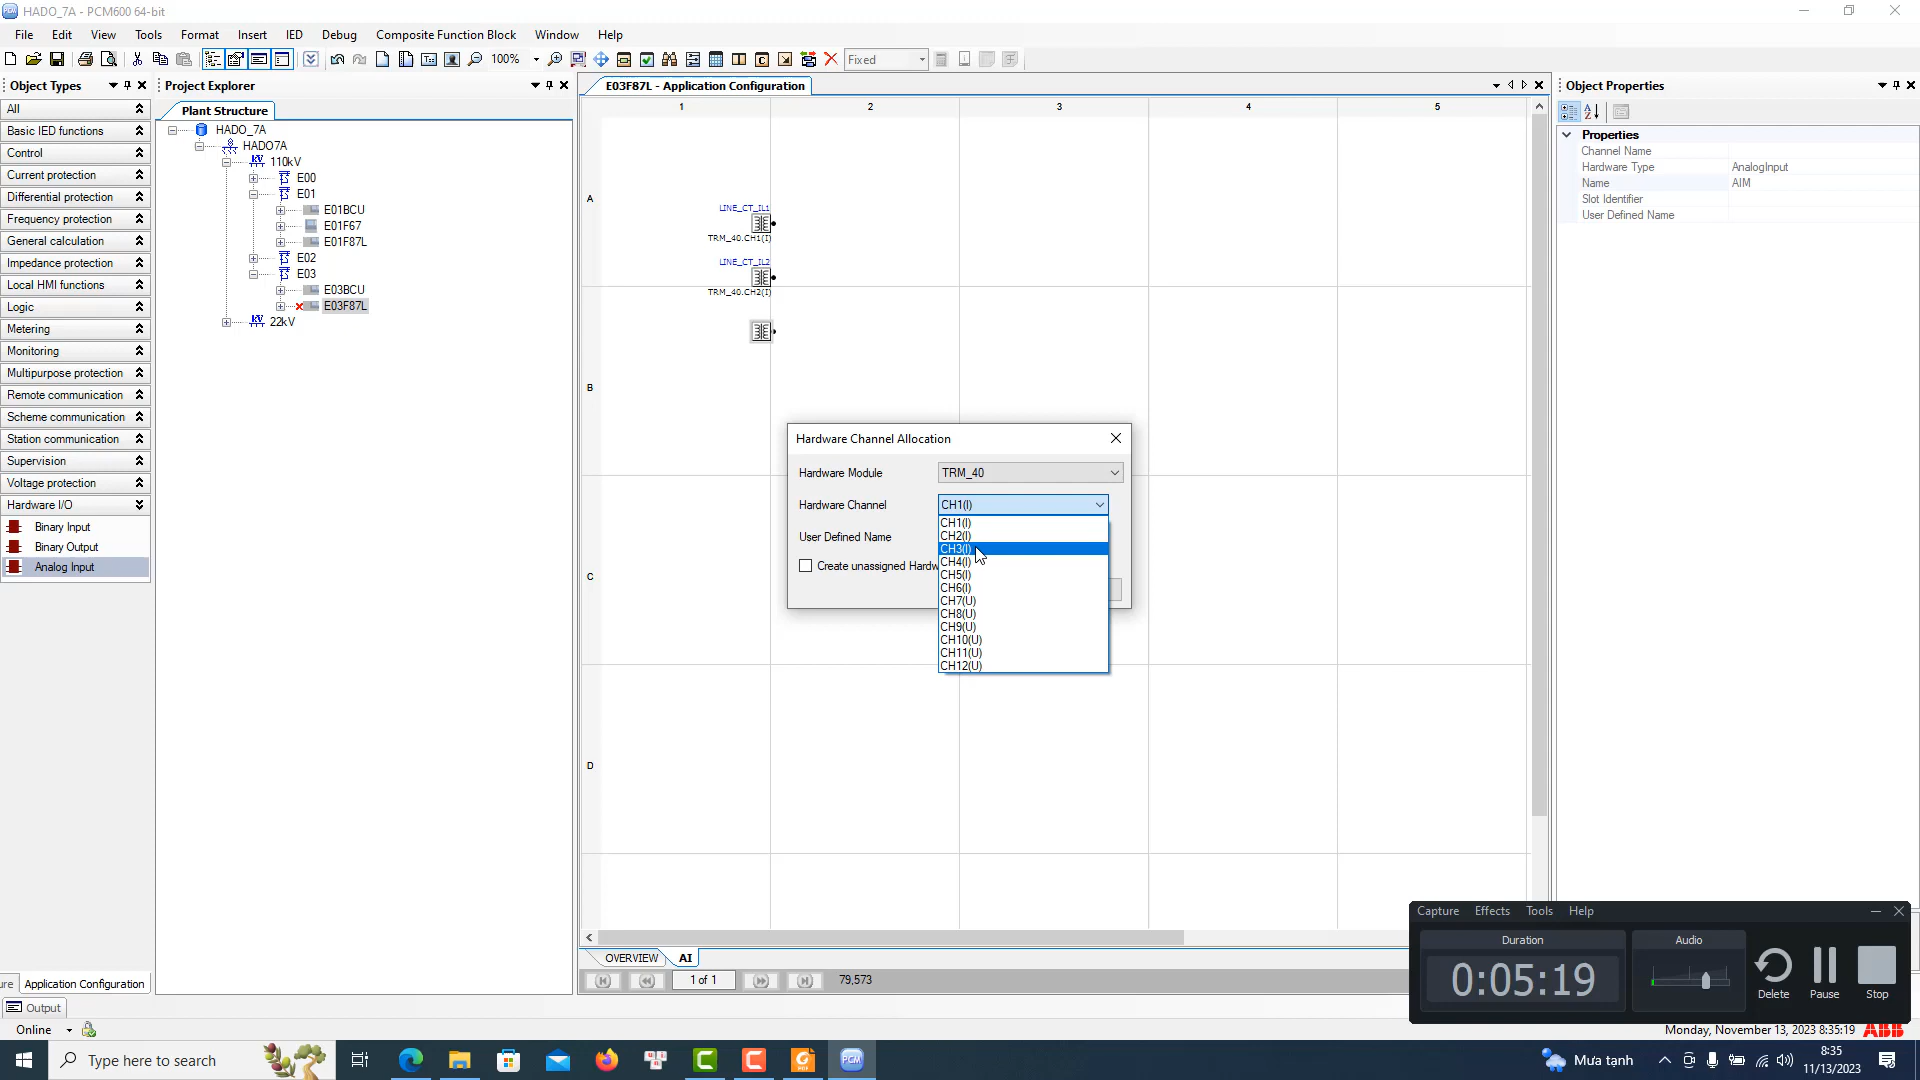 HADO_7A - PCM600 64-bit
File Edit View Tools Format Insert IED Debug Composite Function Block Window Help
100%
Fixed
Object Types
Project Explorer
E03F87L - Application Configuration
Object Properties
All
Basic IED functions
Control
Current protection
Differential protection
Frequency protection
General calculation
Impedance protection
Local HMI functions
Logic
Metering
Monitoring
Multipurpose protection
Remote communication
Scheme communication
Station communication
Supervision
Voltage protection
Hardware I/O
Binary Input
Binary Output
Analog Input
Plant Structure
HADO_7A
HADO7A
110kV
E00
E01
E01BCU
E01F67
E01F87L
E02
E03
E03BCU
E03F87L
22kV
1 2 3 4 5
A
B
C
D
LINE_CT_IL1
TRM_40.CH1(I)
LINE_CT_IL2
TRM_40.CH2(I)
Hardware Channel Allocation
Hardware Module TRM_40
Hardware Channel CH1(I)
User Defined Name
Create unassigned Hardw
CH1(I)
CH2(I)
CH3(I)
CH4(I)
CH5(I)
CH6(I)
CH7(U)
CH8(U)
CH9(U)
CH10(U)
CH11(U)
CH12(U)
Properties
Channel Name
Hardware Type AnalogInput
Name AIM
Slot Identifier
User Defined Name
OVERVIEW AI
1 of 1 79,573
Capture Effects Tools Help
Duration
0:05:19
Audio
Delete Pause Stop
ure Application Configuration
Output
Online
Monday, November 13, 2023 8:35:19 ABB
Type here to search
PCM
Mưa tạnh
8:35
11/13/2023